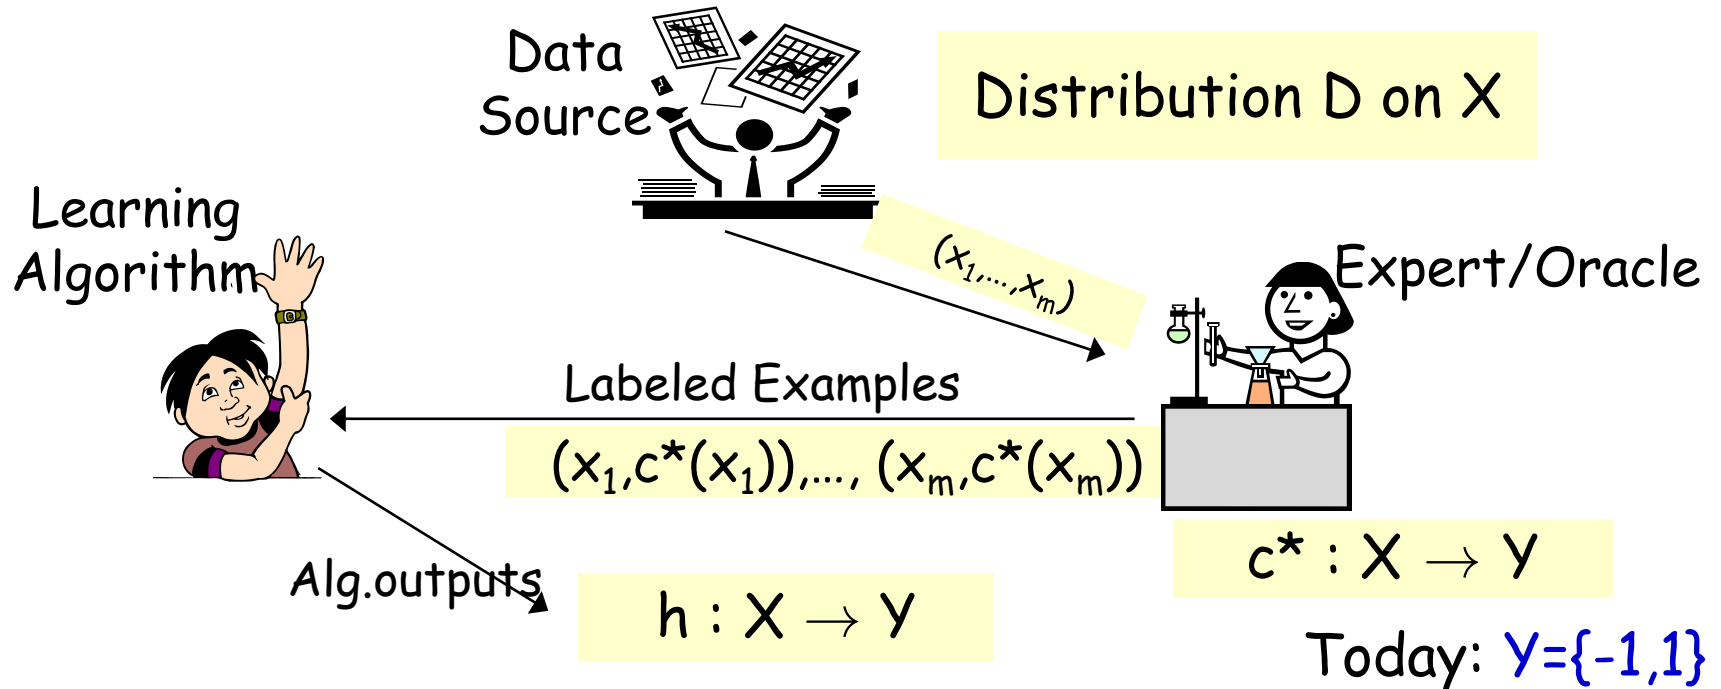 Data
Source
Distribution D on X
Learning
Algorithm
(x₁,...,xₘ)
Expert/Oracle
Labeled Examples
(x₁,c*(x₁)),..., (xₘ,c*(xₘ))
c* : X → Y
Alg.outputs
h : X → Y
Today: Y={-1,1}